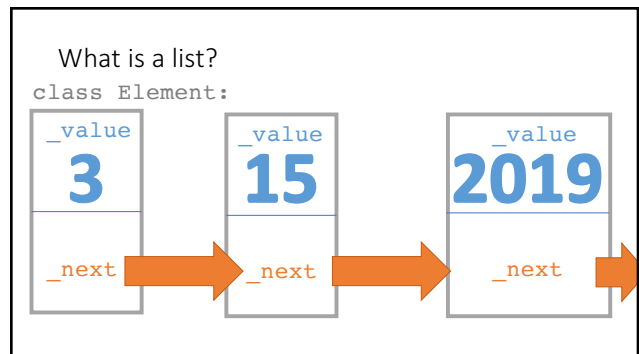 What is a list?
class Element:
_value _value _value
3 15 2019
_next _next _next